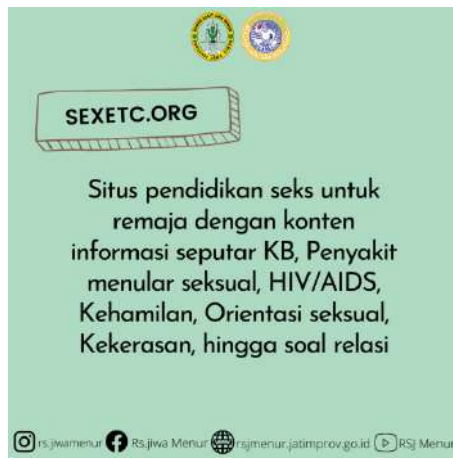 SEXETC.ORG
Situs pendidikan seks untuk
remaja dengan konten
informasi seputar KB, Penyakit
menular seksual, HIV/AIDS,
Kehamilan, Orientasi seksual,
Kekerasan, hingga soal relasi
rs.jiwamenur Rs.jiwa Menur rsjmenur.jatimprov.go.id RSJ Menur